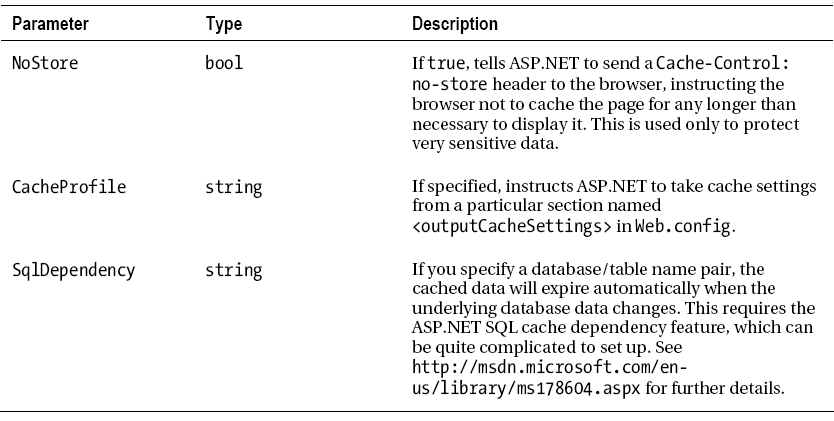 Parameter Type Description
NoStore bool If true, tells ASP.NET to send a Cache-Control:
no-store header to the browser, instructing the
browser not to cache the page for any longer than
necessary to display it. This is used only to protect
very sensitive data.
CacheProfile string If specified, instructs ASP.NET to take cache settings
from a particular section named
<outputCacheSettings> in Web.config.
SqlDependency string If you specify a database/table name pair, the
cached data will expire automatically when the
underlying database data changes. This requires the
ASP.NET SQL cache dependency feature, which can
be quite complicated to set up. See
http://msdn.microsoft.com/en-
us/library/ms178604.aspx for further details.